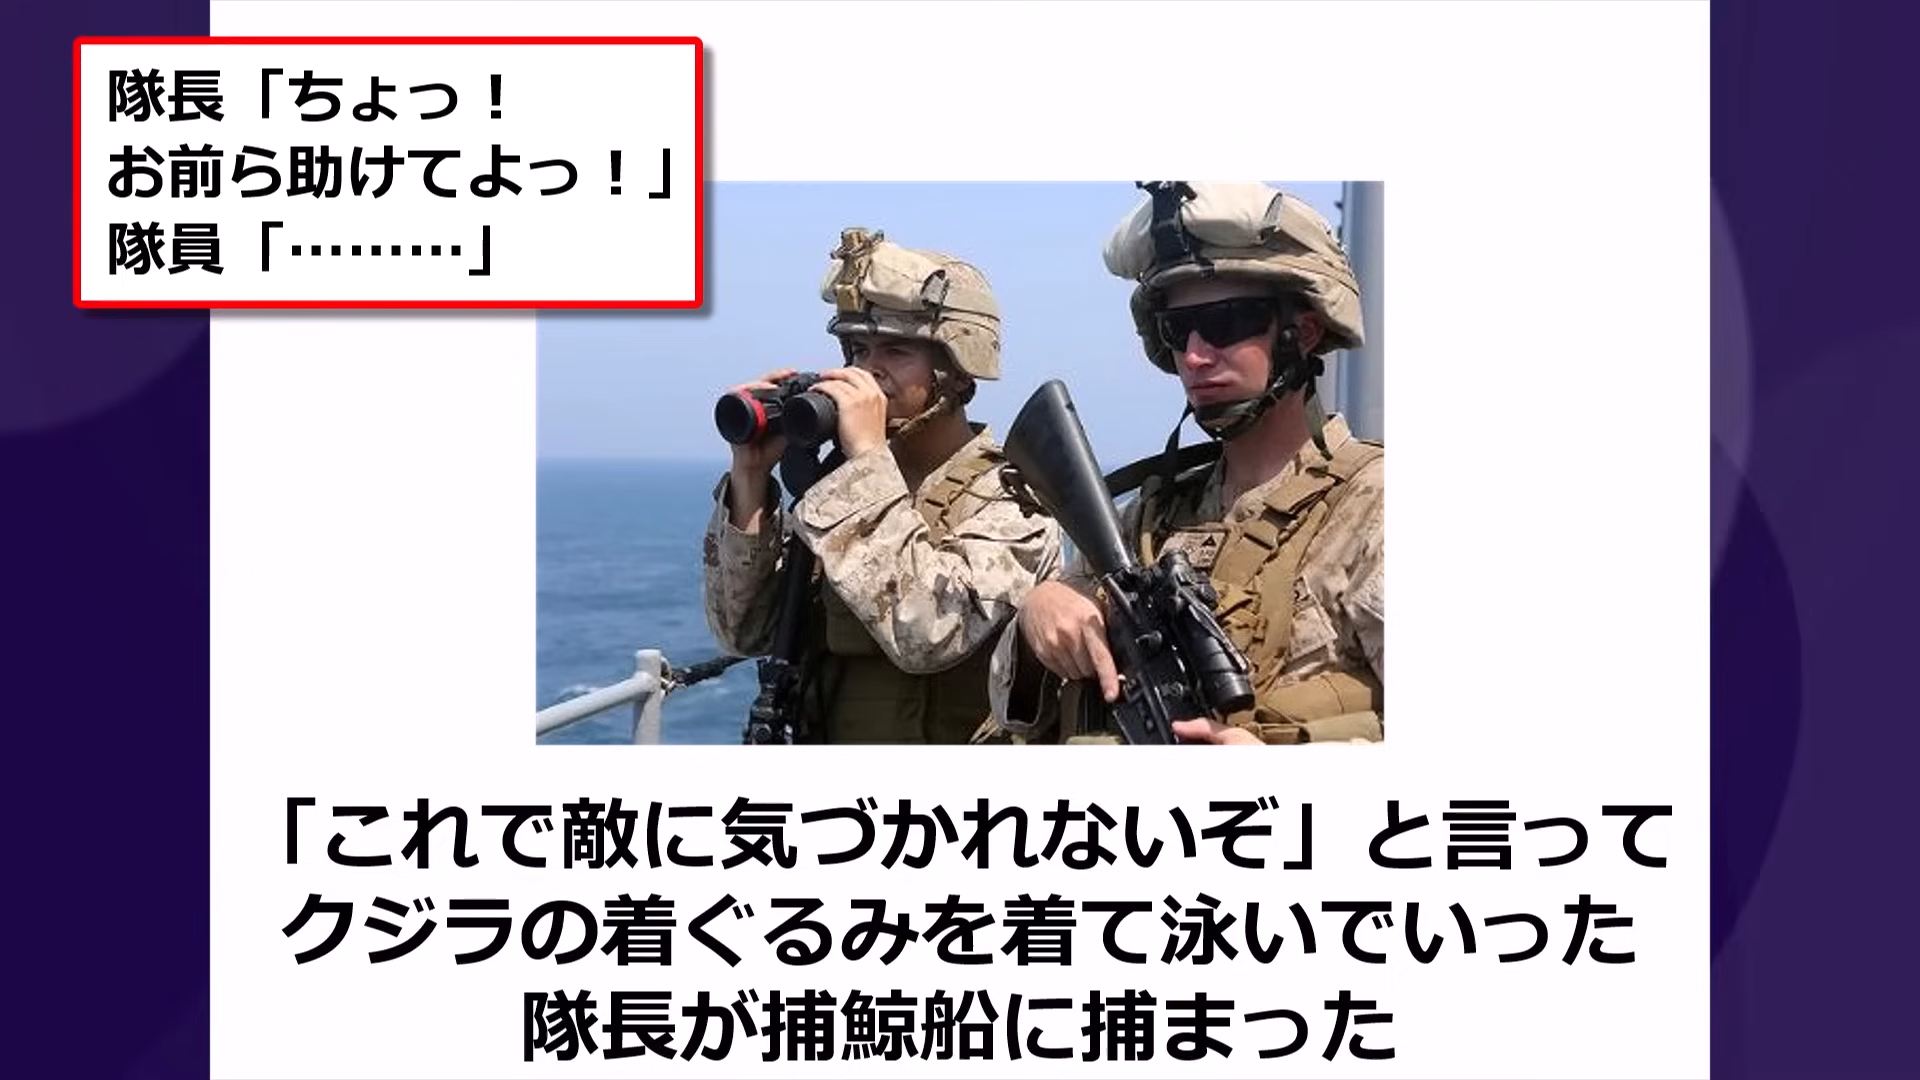 隊長「ちょっ！
お前ら助けてよっ！」
隊員「………」
「これで敵に気づかれないぞ」と言って
クジラの着ぐるみを着て泳いでいった
隊長が捕鯨船に捕まった